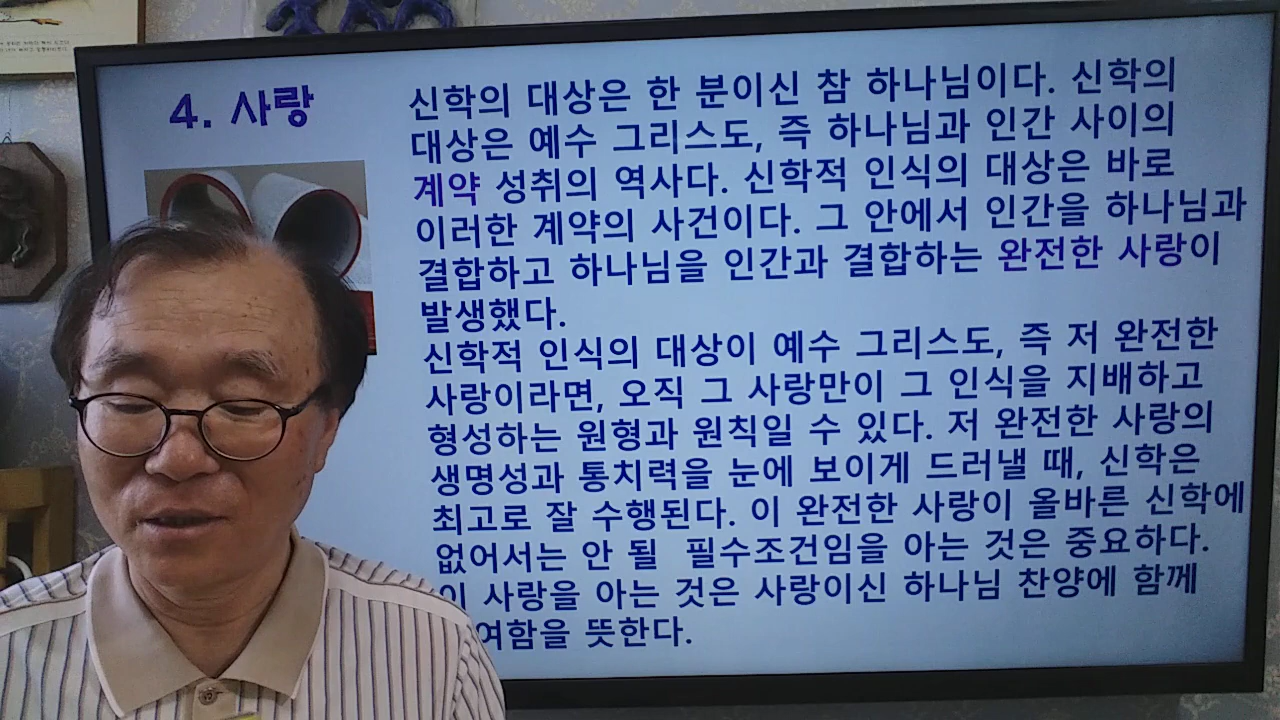 4. 사랑
신학의 대상은 한 분이신 참 하나님이다. 신학의
대상은 예수 그리스도, 즉 하나님과 인간 사이의
계약 성취의 역사다. 신학적 인식의 대상은 바로
이러한 계약의 사건이다. 그 안에서 인간을 하나님과
결합하고 하나님을 인간과 결합하는 완전한 사랑이
발생했다.
신학적 인식의 대상이 예수 그리스도, 즉 저 완전한
사랑이라면, 오직 그 사랑만이 그 인식을 지배하고
형성하는 원형과 원칙일 수 있다. 저 완전한 사랑의
생명성과 통치력을 눈에 보이게 드러낼 때, 신학은
최고로 잘 수행된다. 이 완전한 사랑이 올바른 신학에
없어서는 안 될 필수조건임을 아는 것은 중요하다.
이 사랑을 아는 것은 사랑이신 하나님 찬양에 함께
여함을 뜻한다.